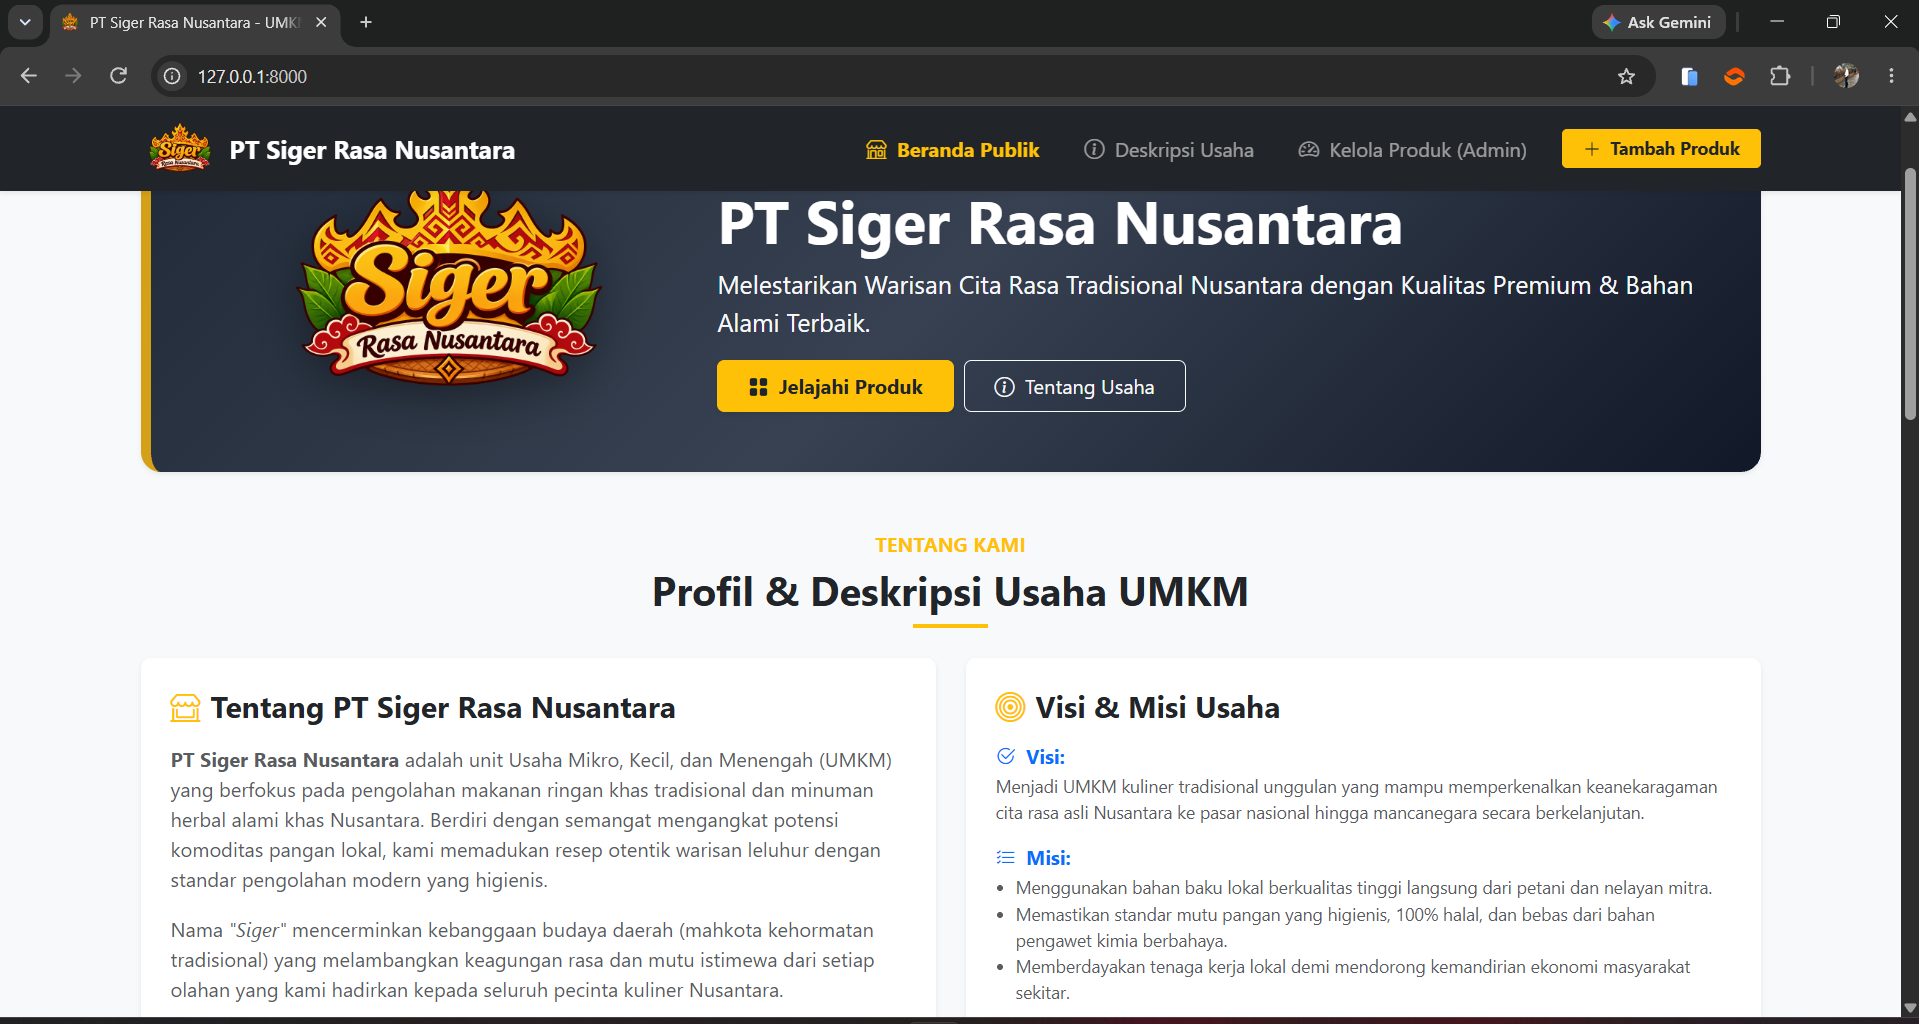 PT Siger Rasa Nusantara - UMK
Ask Gemini
127.0.0.1:8000
Siger
Rasa Nusantara
PT Siger Rasa Nusantara
Beranda Publik
Deskripsi Usaha
Kelola Produk (Admin)
+ Tambah Produk
Siger
Rasa Nusantara
PT Siger Rasa Nusantara
Melestarikan Warisan Cita Rasa Tradisional Nusantara dengan Kualitas Premium & Bahan
Alami Terbaik.
Jelajahi Produk
Tentang Usaha
TENTANG KAMI
Profil & Deskripsi Usaha UMKM
Tentang PT Siger Rasa Nusantara
PT Siger Rasa Nusantara adalah unit Usaha Mikro, Kecil, dan Menengah (UMKM)
yang berfokus pada pengolahan makanan ringan khas tradisional dan minuman
herbal alami khas Nusantara. Berdiri dengan semangat mengangkat potensi
komoditas pangan lokal, kami memadukan resep otentik warisan leluhur dengan
standar pengolahan modern yang higienis.
Nama "Siger" mencerminkan kebanggaan budaya daerah (mahkota kehormatan
tradisional) yang melambangkan keagungan rasa dan mutu istimewa dari setiap
olahan yang kami hadirkan kepada seluruh pecinta kuliner Nusantara.
Visi & Misi Usaha
Visi:
Menjadi UMKM kuliner tradisional unggulan yang mampu memperkenalkan keanekaragaman
cita rasa asli Nusantara ke pasar nasional hingga mancanegara secara berkelanjutan.
Misi:
• Menggunakan bahan baku lokal berkualitas tinggi langsung dari petani dan nelayan mitra.
• Memastikan standar mutu pangan yang higienis, 100% halal, dan bebas dari bahan
pengawet kimia berbahaya.
• Memberdayakan tenaga kerja lokal demi mendorong kemandirian ekonomi masyarakat
sekitar.